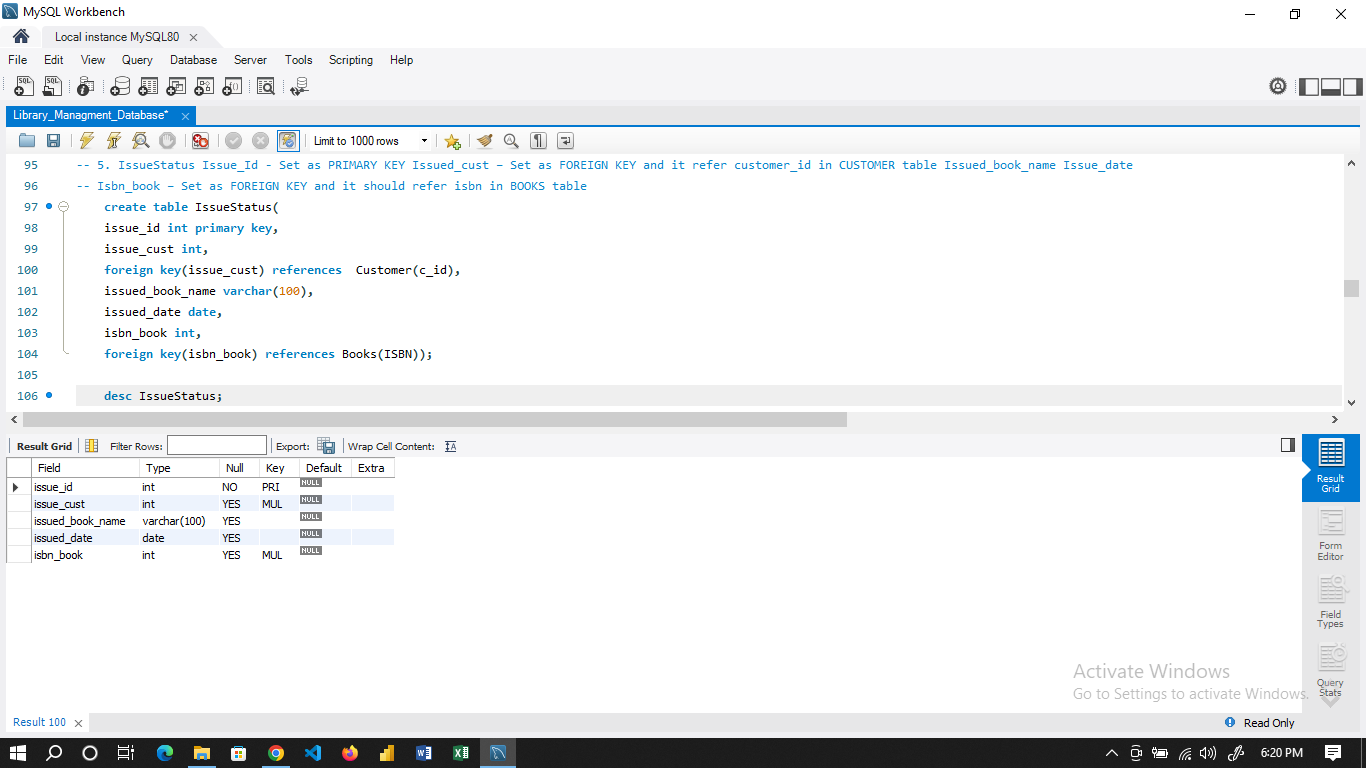 MySQL Workbench
Local instance MySQL80
File Edit View Query Database Server Tools Scripting Help
Library_Managment_Database*
Limit to 1000 rows
95 -- 5. IssueStatus Issue_Id - Set as PRIMARY KEY Issued_cust – Set as FOREIGN KEY and it refer customer_id in CUSTOMER table Issued_book_name Issue_date
96 -- Isbn_book – Set as FOREIGN KEY and it should refer isbn in BOOKS table
97 create table IssueStatus(
98 issue_id int primary key,
99 issue_cust int,
100 foreign key(issue_cust) references  Customer(c_id),
101 issued_book_name varchar(100),
102 issued_date date,
103 isbn_book int,
104 foreign key(isbn_book) references Books(ISBN));
105
106 desc IssueStatus;
Result Grid Filter Rows: Export: Wrap Cell Content:
Field Type Null Key Default Extra
issue_id int NO PRI NULL
issue_cust int YES MUL NULL
issued_book_name varchar(100) YES NULL
issued_date date YES NULL
isbn_book int YES MUL NULL
Result
Grid
Form
Editor
Field
Types
Query
Stats
Activate Windows
Go to Settings to activate Windows.
Result 100
Read Only
6:20 PM